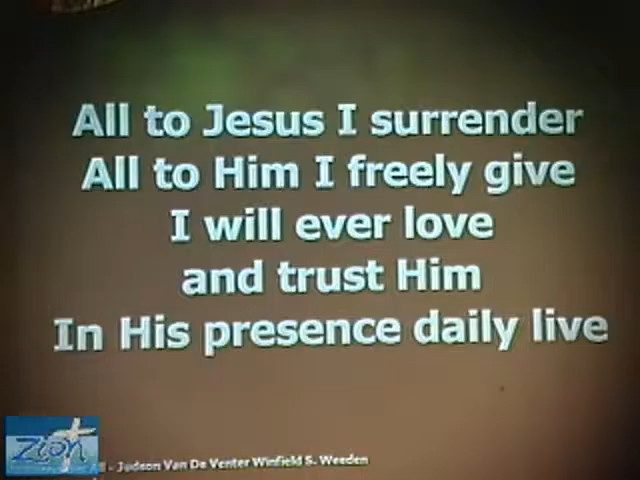 All to Jesus I surrender
All to Him I freely give
I will ever love
and trust Him
In His presence daily live
Zion
- Judson Van De Venter Winfield S. Weeden